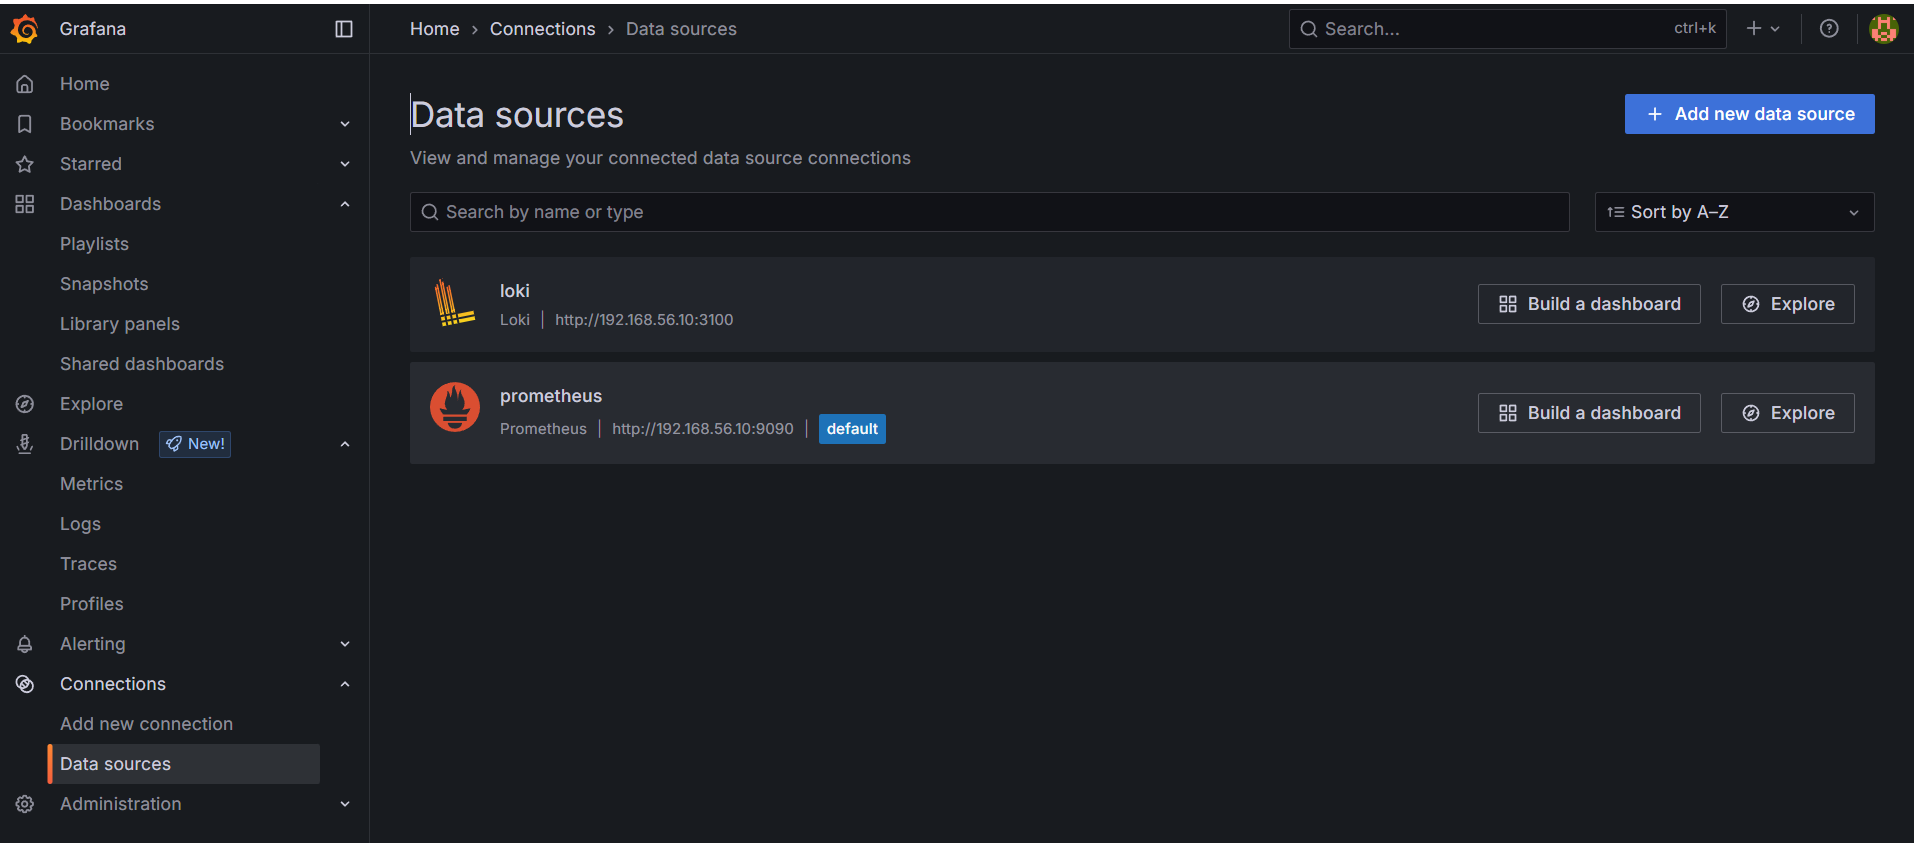 Grafana
Home › Connections › Data sources
Search... ctrl+k
Home
Bookmarks
Starred
Dashboards
Playlists
Snapshots
Library panels
Shared dashboards
Explore
Drilldown New!
Metrics
Logs
Traces
Profiles
Alerting
Connections
Add new connection
Data sources
Administration
Data sources
+ Add new data source
View and manage your connected data source connections
Search by name or type
Sort by A–Z
loki
Loki | http://192.168.56.10:3100
Build a dashboard
Explore
prometheus
Prometheus | http://192.168.56.10:9090 | default
Build a dashboard
Explore